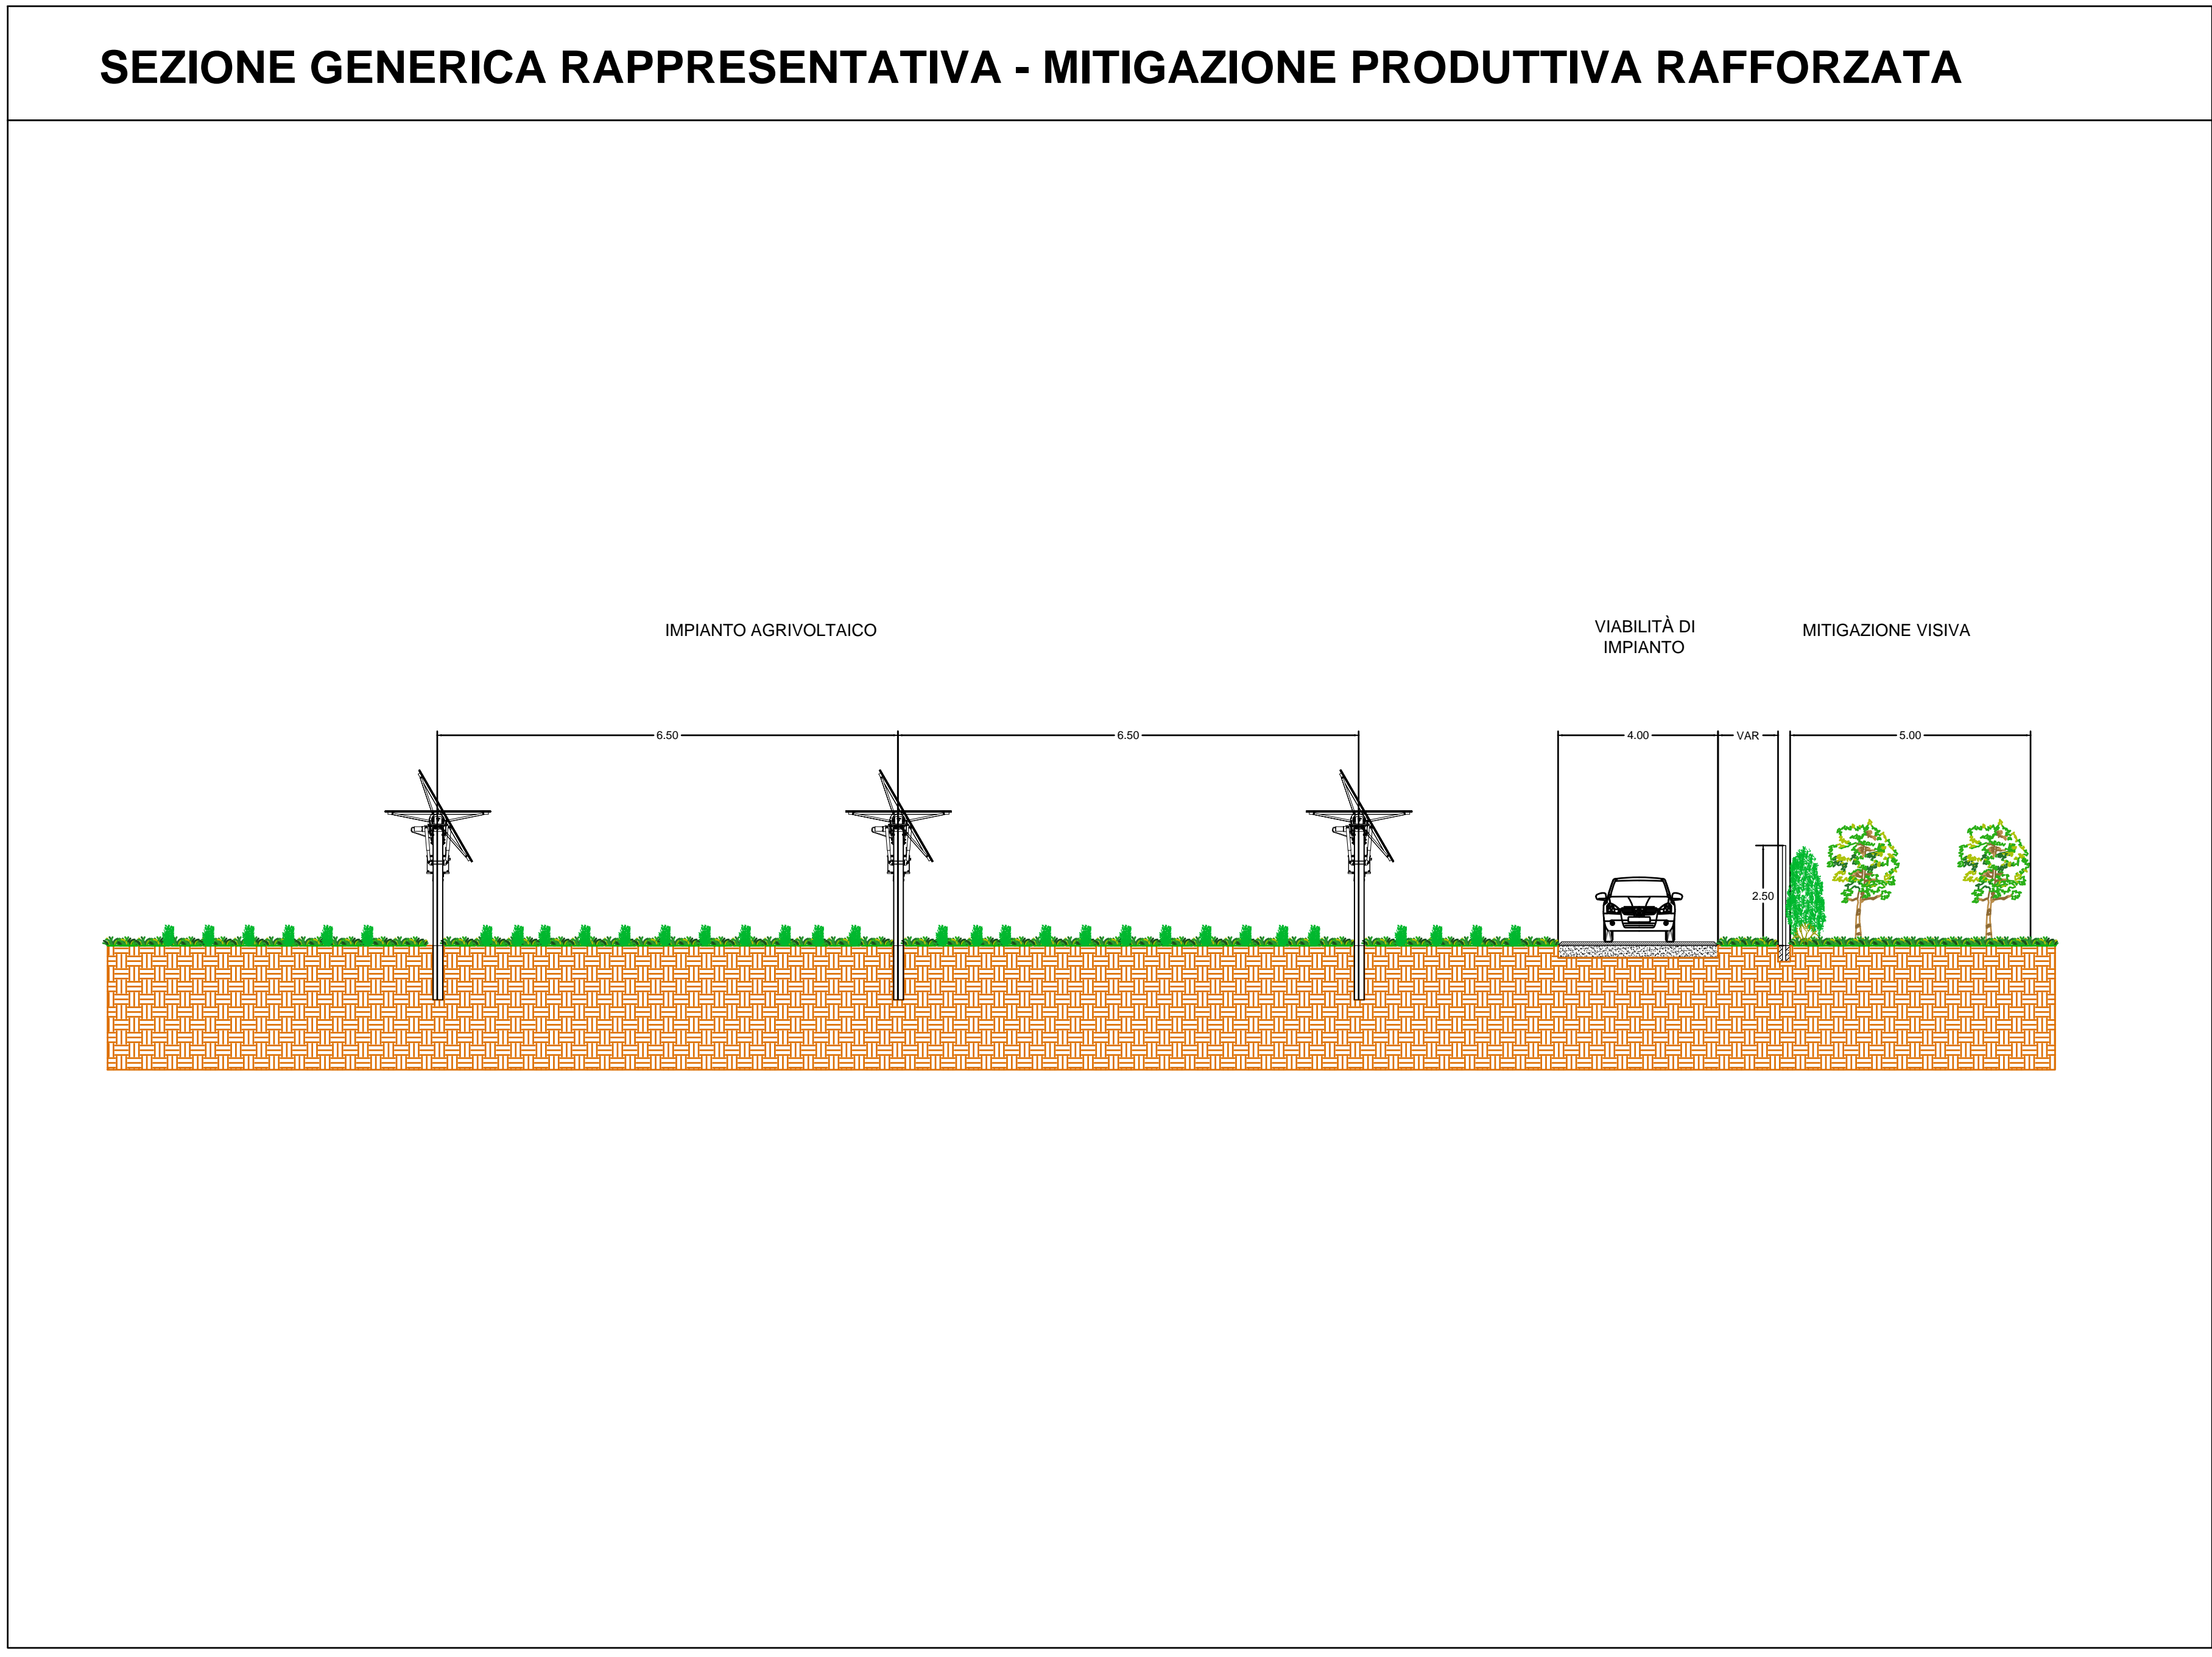 SEZIONE GENERICA RAPPRESENTATIVA - MITIGAZIONE PRODUTTIVA RAFFORZATA
IMPIANTO AGRIVOLTAICO
VIABILITÀ DI
IMPIANTO
MITIGAZIONE VISIVA
6.50
6.50
4.00
VAR
5.00
2.50